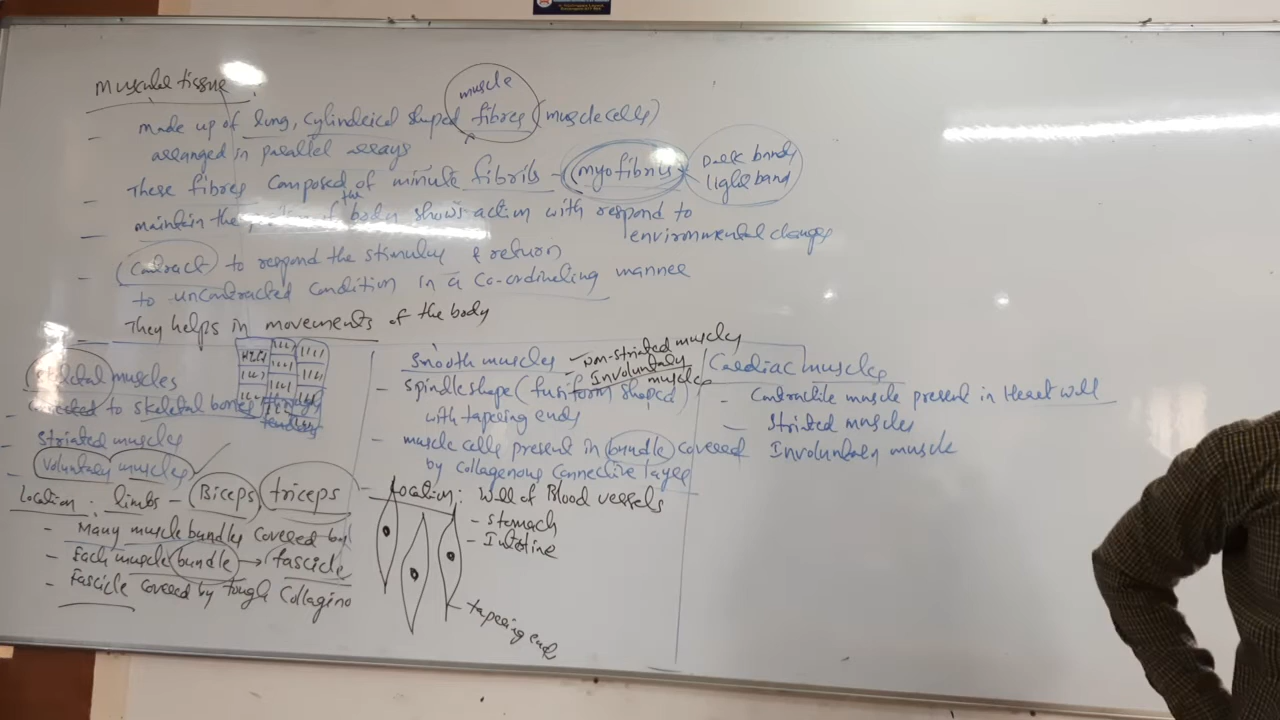 Muscular tissue :
muscle
- made up of long, cylindrical shaped fibres (muscle cells)
arranged in parallel arrays
- These fibres composed of minute fibrils - (myofibrils)
Dark band
light band
- maintain the of the body shows action with respond to
environmental changes
- Contract to respond the stimulus & return
to uncontracted condition in a co-ordinating manner
- They helps in movements of the body
Skeletal muscles
- to skeletal bones
- striated muscles
- Voluntary muscles
Location : limbs - Biceps, triceps
- Many muscle bundles covered by
- Each muscle bundle → fascicle
- Fascicle covered by tough
Smooth muscles - Non-striated muscles
- Involuntary muscles
- spindle shape (fusiform shaped)
with tapering ends
- muscle cells present in bundle covered
by collagenous connective layer
- Location : Wall of Blood vessels
- Stomach
- Intestine
tapering end
Cardiac muscles
- Contractile muscle present in Heart wall
- Striated muscles
Involuntary muscle